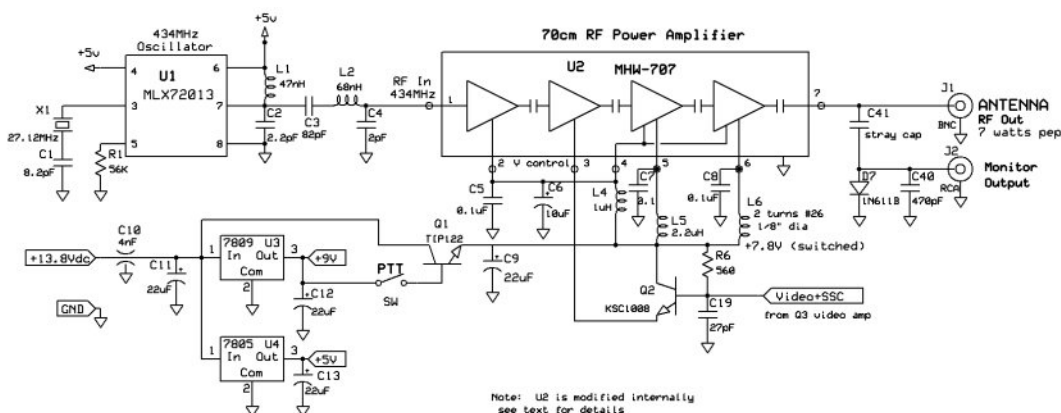 434MHz
Oscillator
+5v
+5v
U1
MLX72013
4
3
5
6
7
8
X1
27.12MHz
C1
8.2pF
R1
56K
L1
47nH
C2
2.2pF
C3
82pF
L2
68nH
C4
2pF
RF In
434MHz
70cm RF Power Amplifier
U2
MHW-707
1
7
2
V control
3
4
5
6
C5
0.1uF
C6
10uF
L4
1uH
C7
0.1
L5
2.2uH
C8
0.1uF
L6
2 turns #26
1/8" dia
+7.8V (switched)
C41
stray cap
D7
1N611B
C40
470pF
J1
BNC
ANTENNA
RF Out
7 watts pep
J2
RCA
Monitor
Output
+13.8Vdc
C10
4nF
C11
22uF
GND
7809
U3
In
Out
Com
1
3
2
+9V
C12
22uF
PTT
SW
Q1
TIP122
C9
22uF
Q2
KSC1008
R6
560
C19
27pF
Video+SSC
from Q3 video amp
7805
U4
In
Out
Com
1
3
2
+5V
C13
22uF
Note: U2 is modified internally
see text for details